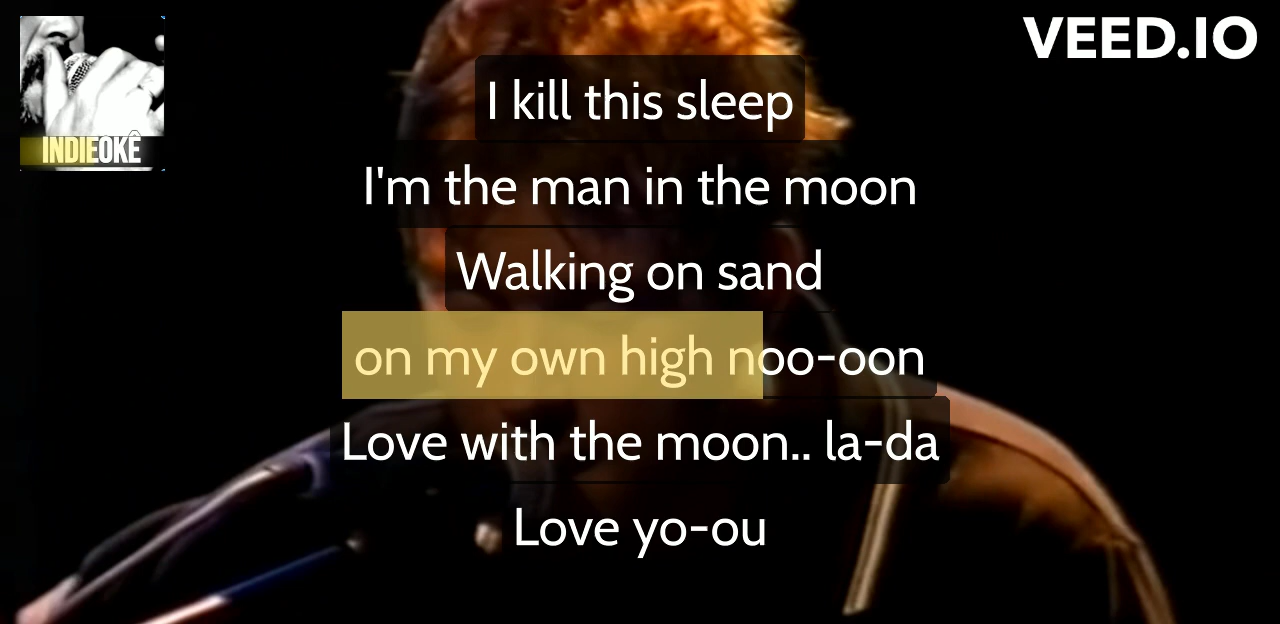 VEED.IO
INDIEOKÊ
I kill this sleep
I'm the man in the moon
Walking on sand
on my own high noo-oon
Love with the moon.. la-da
Love yo-ou